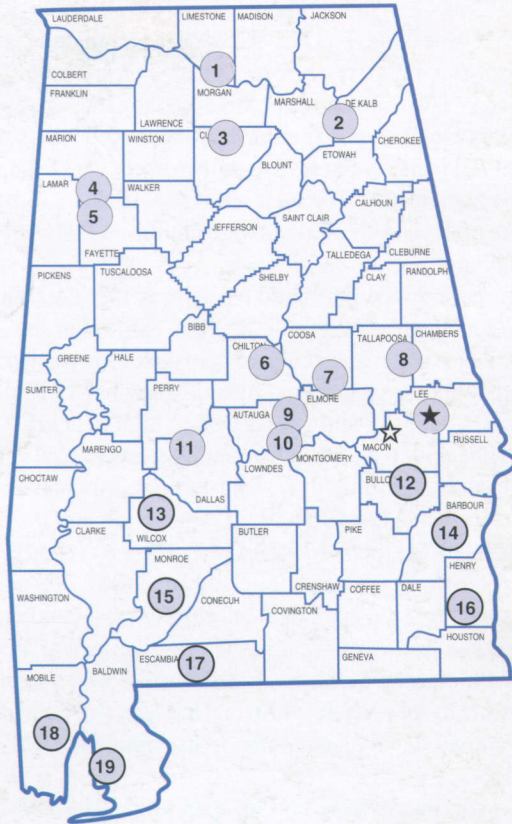 LAUDERDALE
LIMESTONE
MADISON
JACKSON
COLBERT
1
FRANKLIN
MORGAN
LAWRENCE
MARSHALL
DE KALB
2
MARION
WINSTON
CU
3
CHEROKEE
ETOWAH
BLOUNT
LAMAR
4
WALKER
5
CALHOUN
SAINT CLAIR
JEFFERSON
FAYETTE
TALLEDEGA
CLEBURNE
PICKENS
TUSCALOOSA
SHELBY
CLAY
RANDOLPH
BIBB
COOSA
TALLAPOOSA
CHAMBERS
CHILTON
GREENE
HALE
6
7
8
SUMTER
PERRY
ELMORE
LEE
AUTAUGA
9
10
MACON
RUSSELL
11
MARENGO
MONTGOMERY
LOWNDES
CHOCTAW
BULLO
12
DALLAS
BARBOUR
13
CLARKE
WILCOX
BUTLER
PIKE
14
MONROE
HENRY
CRENSHAW
COFFEE
DALE
WASHINGTON
15
CONECUH
COVINGTON
16
HOUSTON
ESCAMBIA
17
GENEVA
MOBILE
BALDWIN
18
19